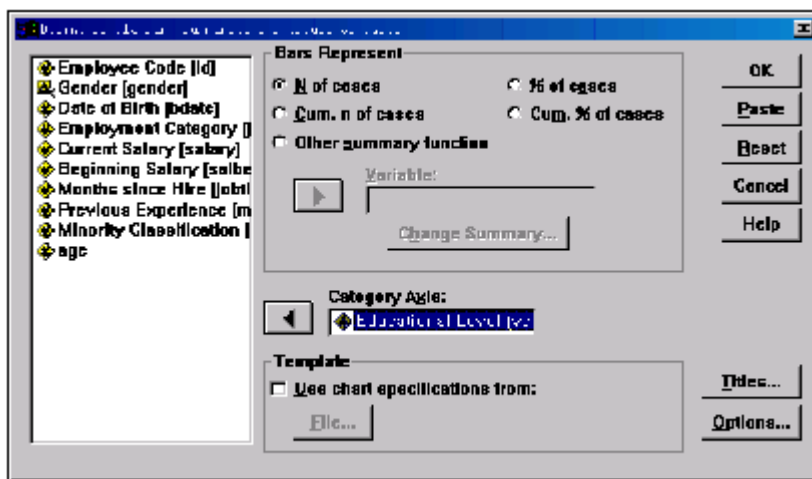 Employee Code [id]
Gender [gender]
Date of Birth [bdate]
Employment Category [j
Current Salary [salary]
Beginning Salary [salbe
Months since Hire [jobti
Previous Experience [m
Minority Classification [
age
Bars Represent
N of cases
% of cases
Cum. n of cases
Cum. % of cases
Other summary function
Variable:
Change Summary...
Category Axis:
Educational Level
Template
Use chart specifications from:
File...
OK
Paste
Reset
Cancel
Help
Titles...
Options...